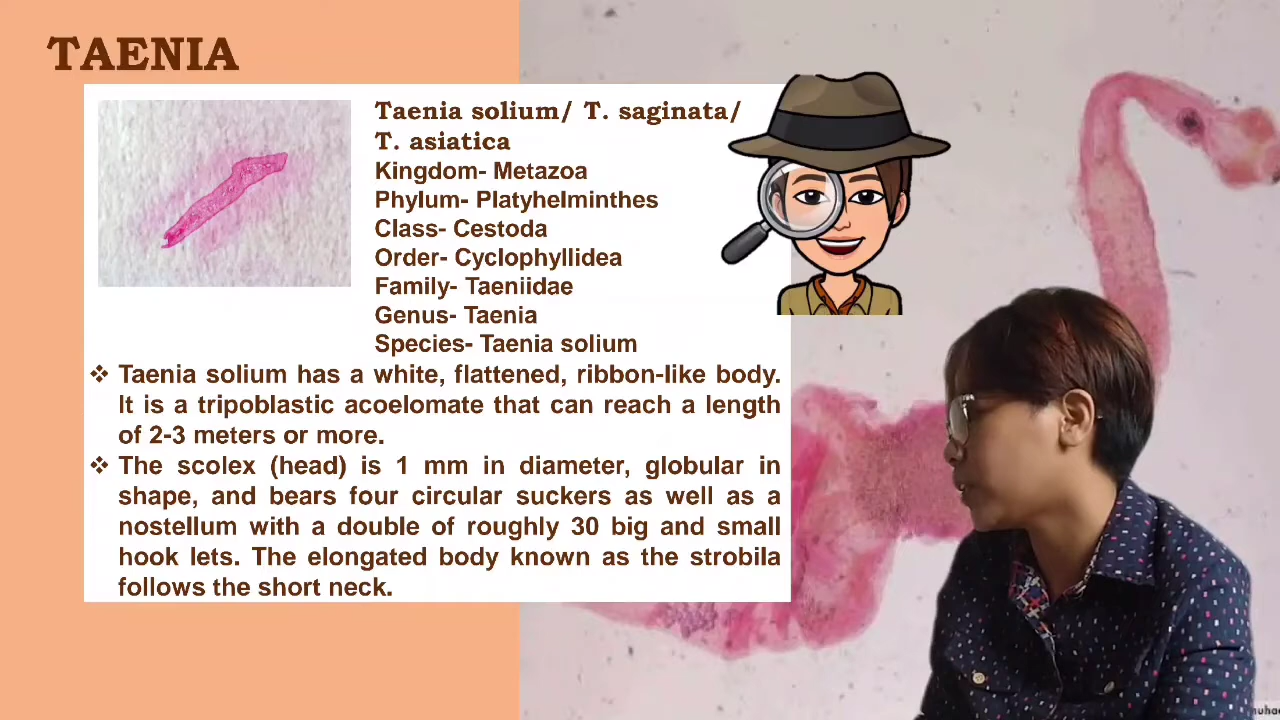 TAENIA
Taenia solium/ T. saginata/
T. asiatica
Kingdom- Metazoa
Phylum- Platyhelminthes
Class- Cestoda
Order- Cyclophyllidea
Family- Taeniidae
Genus- Taenia
Species- Taenia solium
❖ Taenia solium has a white, flattened, ribbon-like body.
It is a tripoblastic acoelomate that can reach a length
of 2-3 meters or more.
❖ The scolex (head) is 1 mm in diameter, globular in
shape, and bears four circular suckers as well as a
nostellum with a double of roughly 30 big and small
hook lets. The elongated body known as the strobila
follows the short neck.